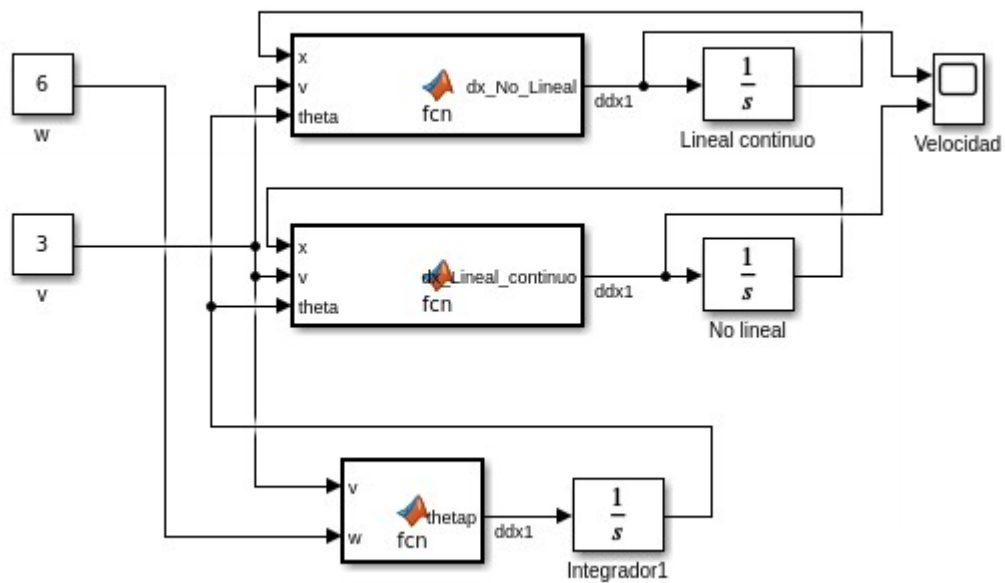 6
w
x
v
theta
dx_No_Lineal
fcn
ddx1
1
s
Lineal continuo
Velocidad
3
v
x
v
theta
dx_Lineal_continuo
fcn
ddx1
1
s
No lineal
v
w
thetap
fcn
ddx1
1
s
Integrador1